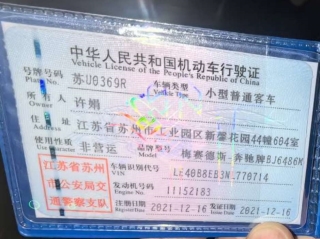 中华人民共和国机动车行驶证
Vehicle License of the People's Republic of China
号牌号码 苏U0369R 车辆类型 小型普通客车
Plate No. Vehicle Type
所有人 许娟
Owner
住址 江苏省苏州市工业园区新馨花园44幢604室
Address
使用性质 非营运 品牌型号 梅赛德斯-奔驰牌BJ6486M
Use Character Model
江苏省苏州市公安局交通警察支队
车辆识别代号
VIN
发动机号码 11152183
Engine No.
注册日期 2021-12-16 发证日期 2021-12-16
Register Date Issue Date